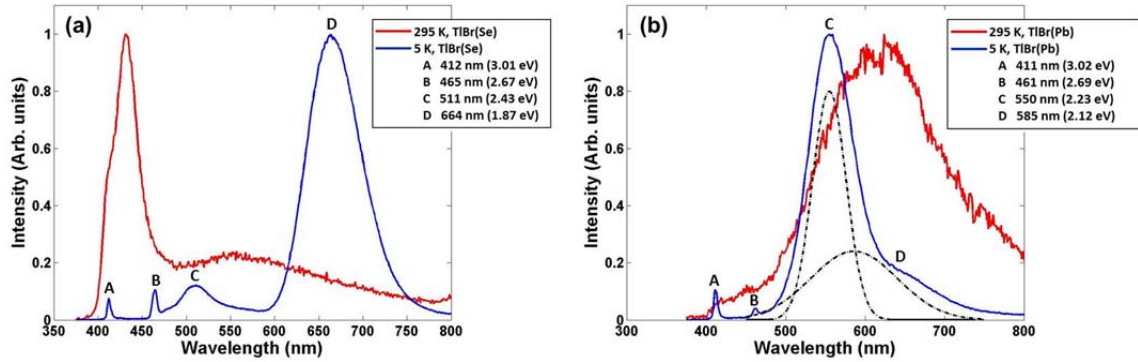 (a)
D
295 K, TlBr(Se)
5 K, TlBr(Se)
A 412 nm (3.01 eV)
B 465 nm (2.67 eV)
C 511 nm (2.43 eV)
D 664 nm (1.87 eV)
1
0.8
0.6
0.4
0.2
0
Intensity (Arb. units)
A
B
C
350 400 450 500 550 600 650 700 750 800
Wavelength (nm)
(b)
C
295 K, TlBr(Pb)
5 K, TlBr(Pb)
A 411 nm (3.02 eV)
B 461 nm (2.69 eV)
C 550 nm (2.23 eV)
D 585 nm (2.12 eV)
1
0.8
0.6
0.4
0.2
0
Intensity (Arb. units)
A
B
D
300 400 500 600 700 800
Wavelength (nm)